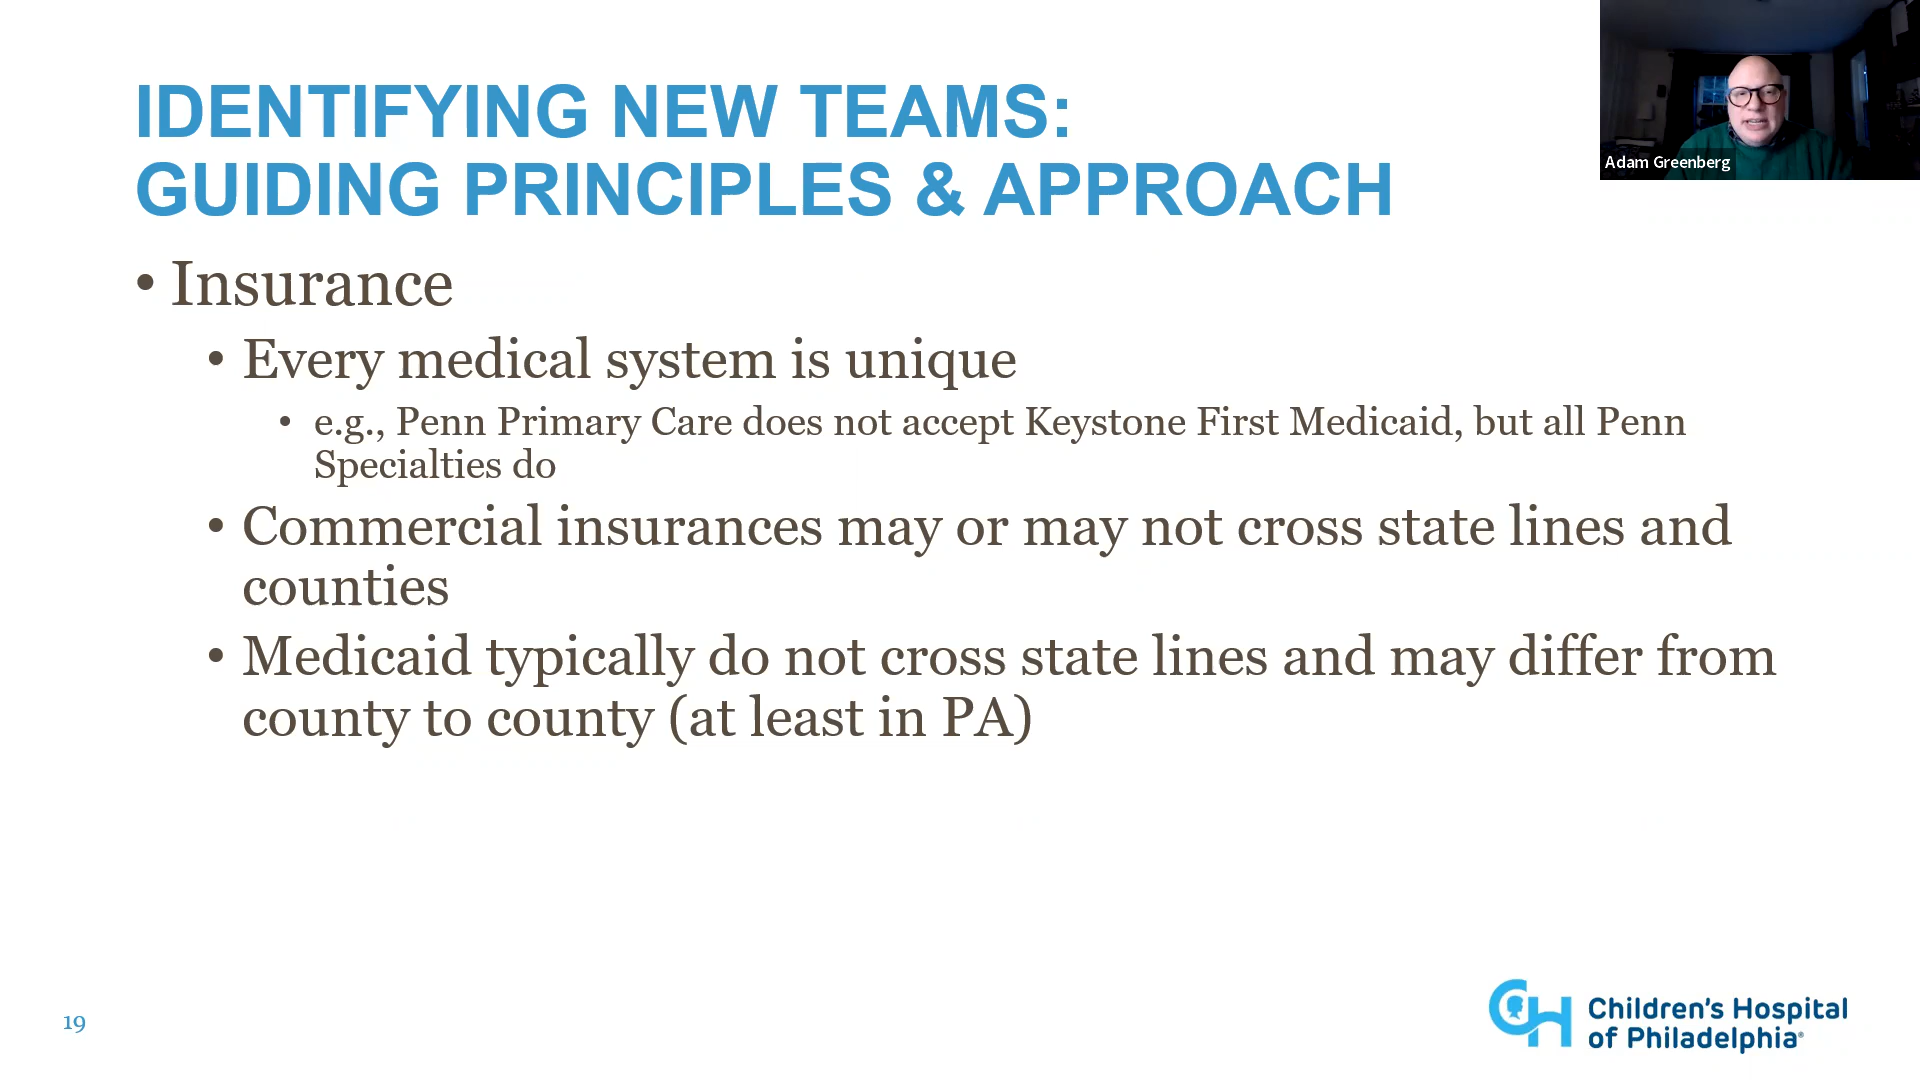 IDENTIFYING NEW TEAMS:
GUIDING PRINCIPLES & APPROACH
Adam Greenberg
• Insurance
• Every medical system is unique
• e.g., Penn Primary Care does not accept Keystone First Medicaid, but all Penn
Specialties do
• Commercial insurances may or may not cross state lines and
counties
• Medicaid typically do not cross state lines and may differ from
county to county (at least in PA)
19
CH
Children's Hospital
of Philadelphia®